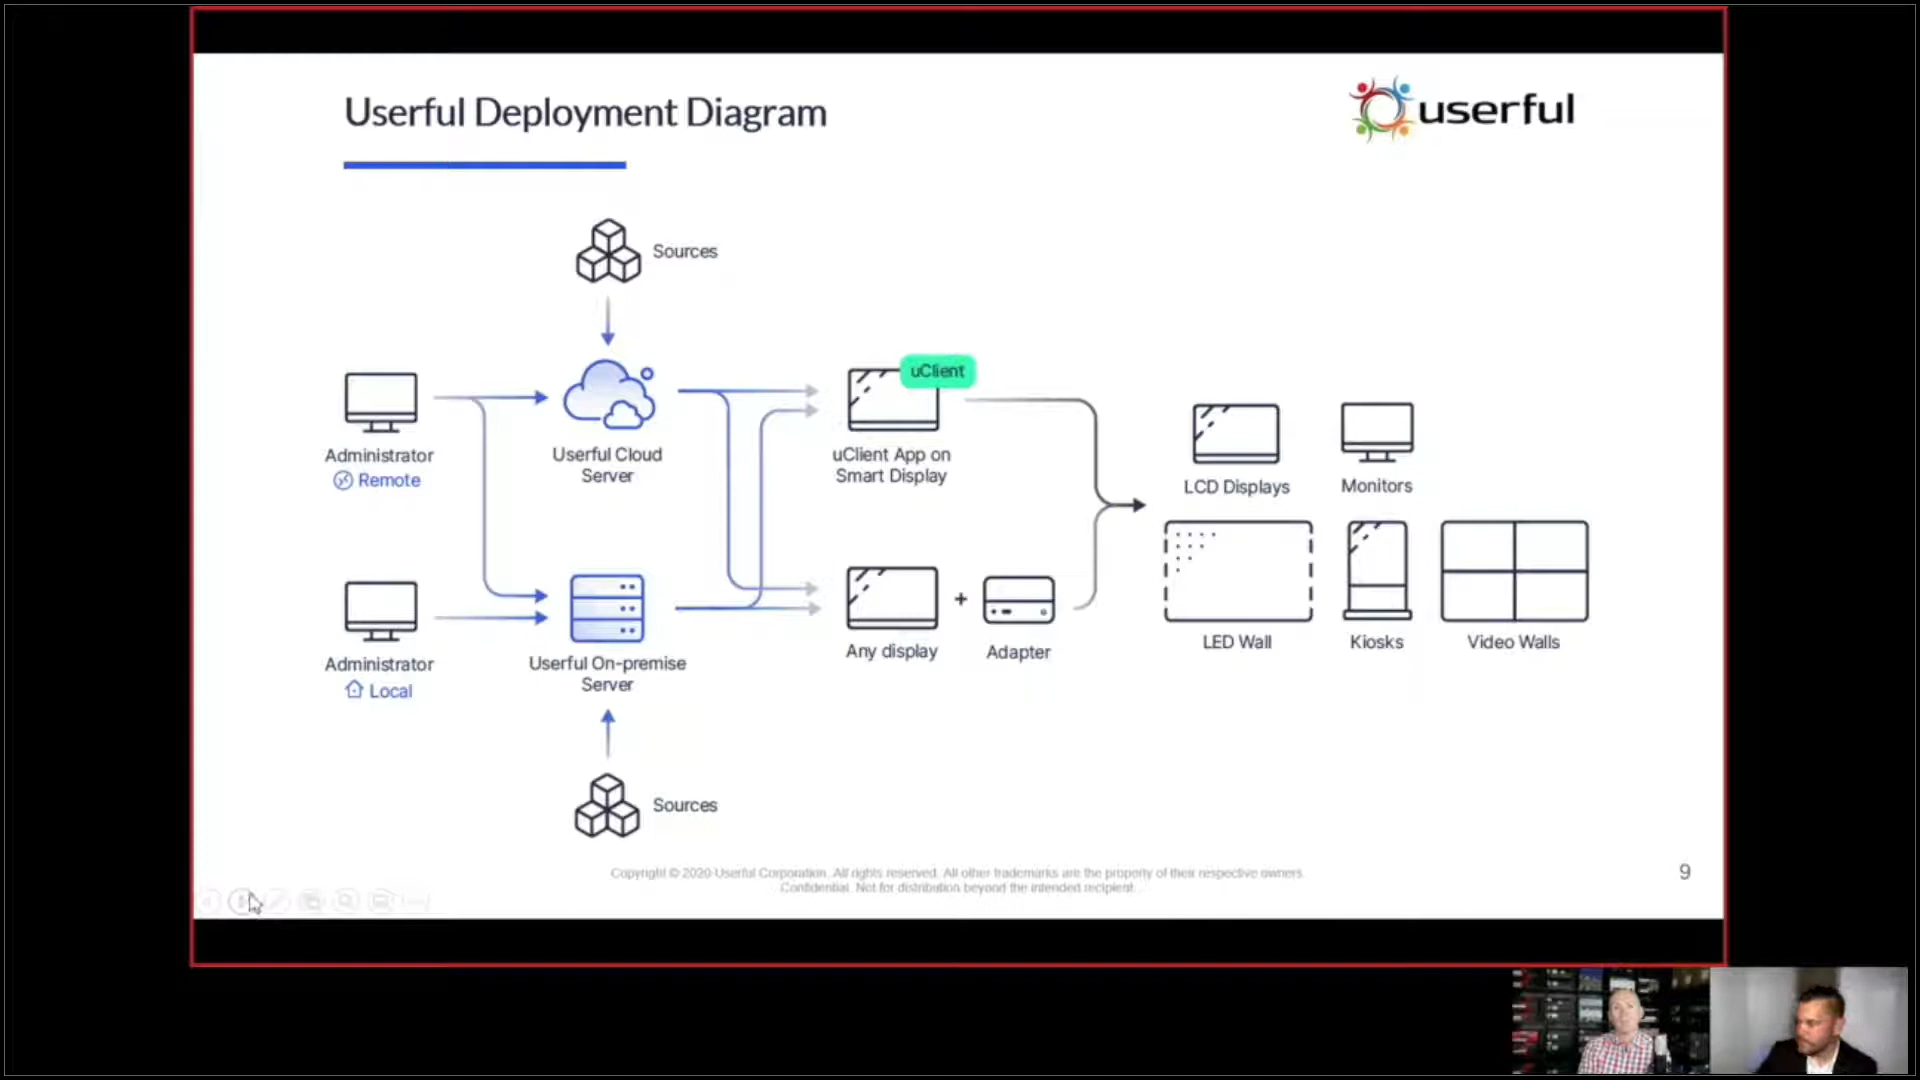 Userful Deployment Diagram
userful
Sources
uClient
Administrator
Remote
Userful Cloud
Server
uClient App on
Smart Display
LCD Displays
Monitors
Administrator
Local
Userful On-premise
Server
Any display
+
Adapter
LED Wall
Kiosks
Video Walls
Sources
Copyright © 2020 Userful Corporation. All rights reserved. All other trademarks are the property of their respective owners.
Confidential. Not for distribution beyond the intended recipient.
9